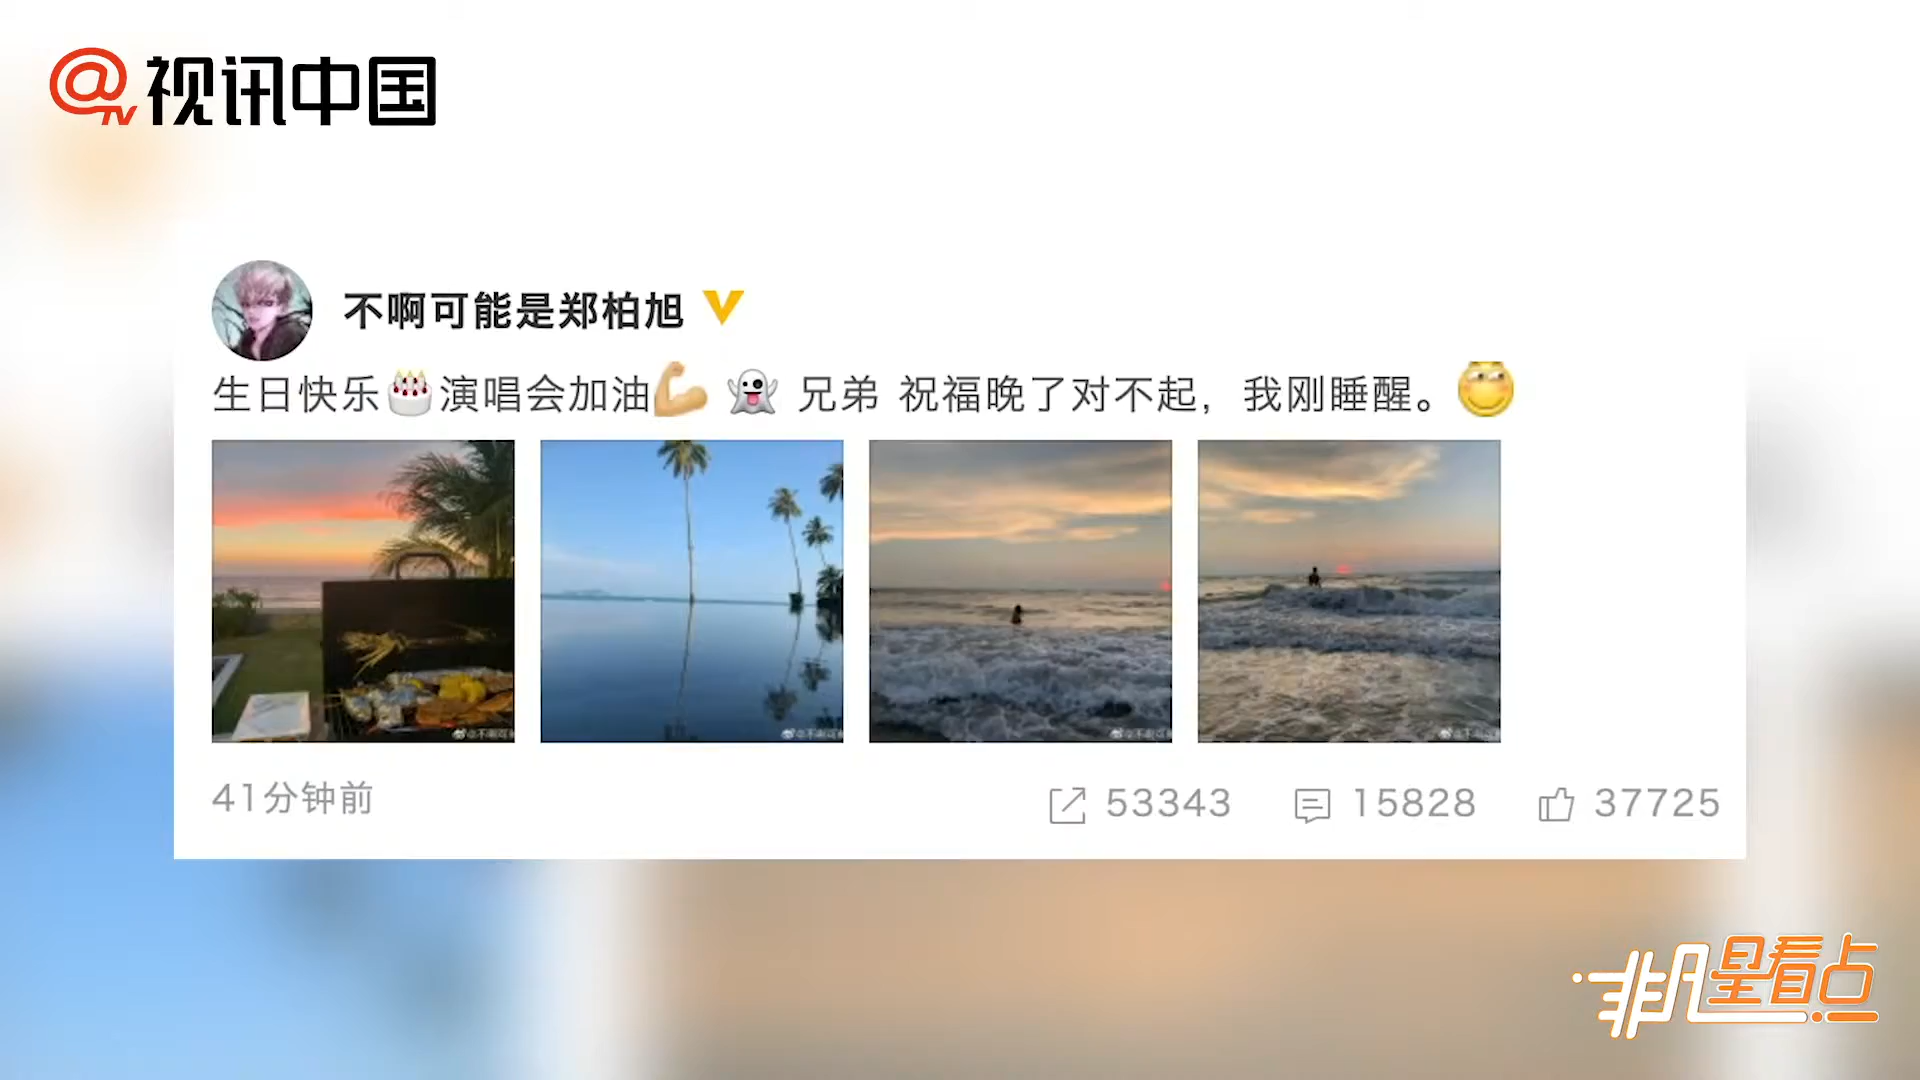 @TV 视讯中国
不啊可能是郑柏旭
生日快乐🎂演唱会加油💪👻 兄弟 祝福晚了对不起，我刚睡醒。
41分钟前
53343 15828 37725
非凡星看点